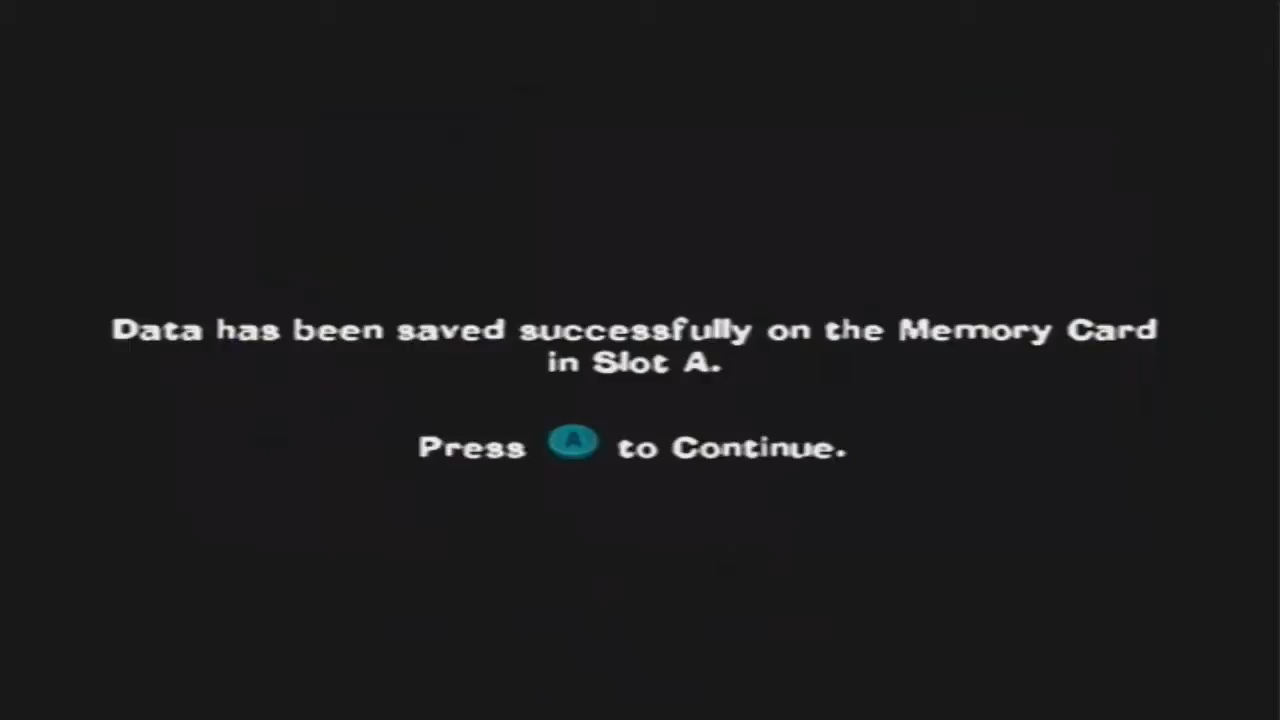 Data has been saved successfully on the Memory Card
in Slot A.
Press A to Continue.